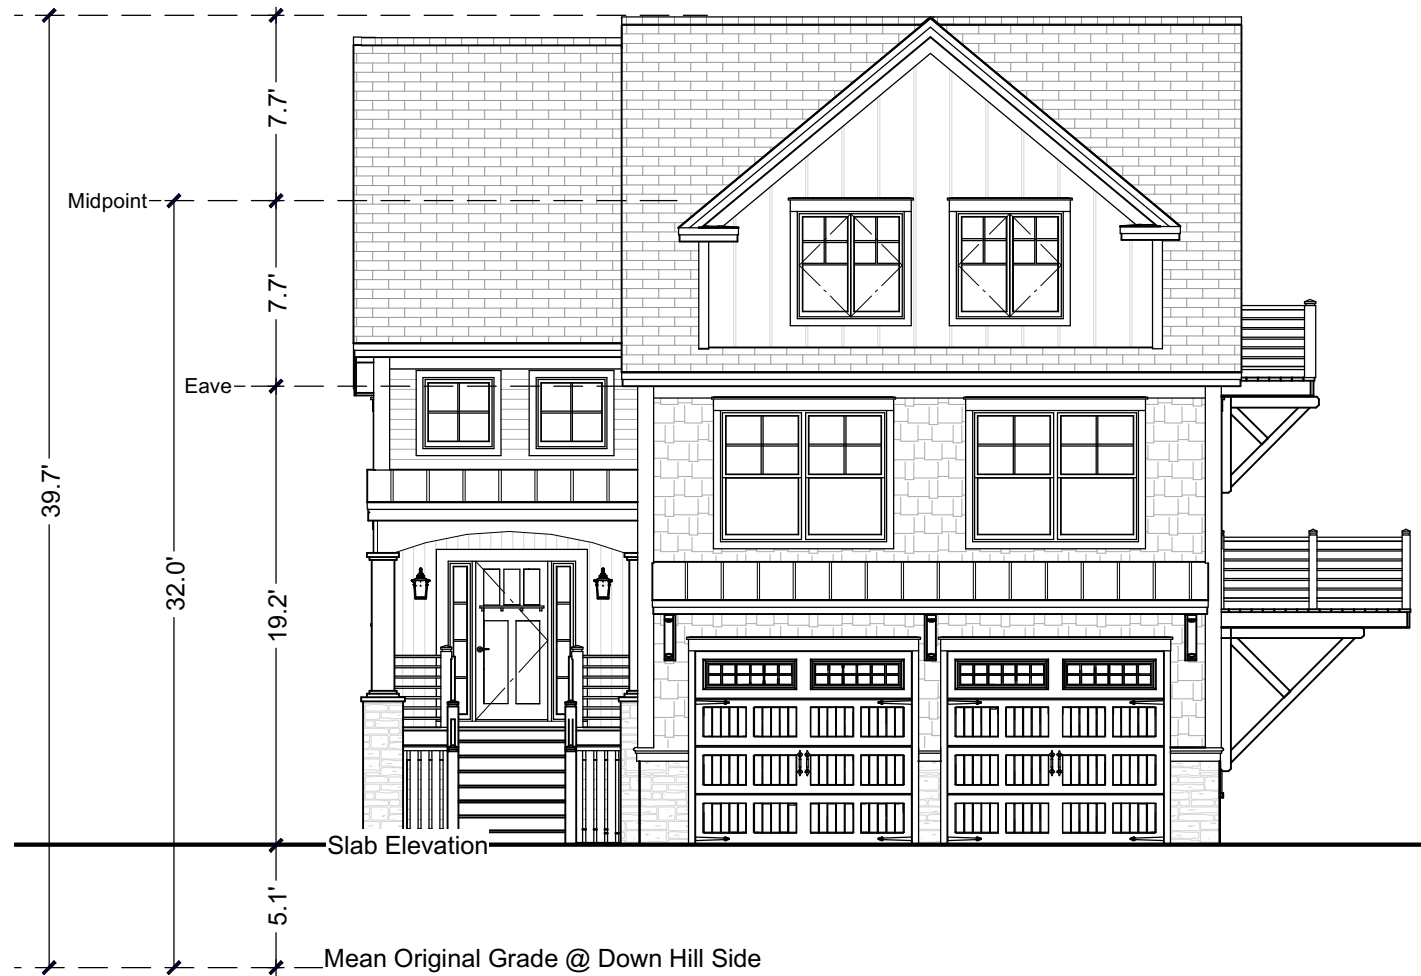 7.7'
Midpoint
7.7'
Eave
39.7'
32.0'
19.2'
Slab Elevation
5.1'
Mean Original Grade @ Down Hill Side